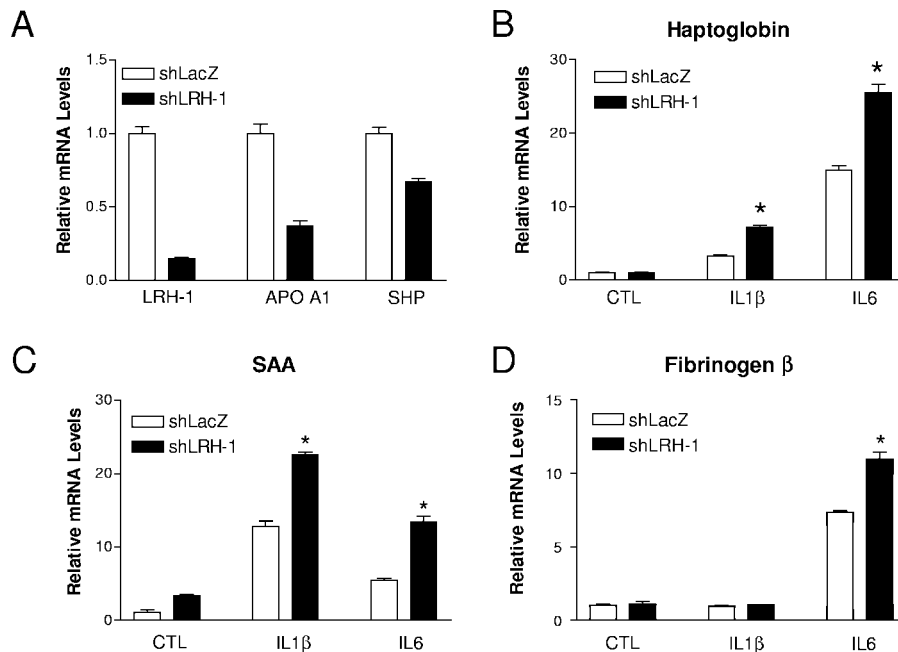 A
Relative mRNA Levels
1.5
1.0
0.5
0.0
shLacZ
shLRH-1
LRH-1 APO A1 SHP
B
Haptoglobin
Relative mRNA Levels
30
20
10
0
shLacZ
shLRH-1
*
*
CTL IL1β IL6
C
SAA
Relative mRNA Levels
30
20
10
0
shLacZ
shLRH-1
*
*
CTL IL1β IL6
D
Fibrinogen β
Relative mRNA Levels
15
10
5
0
shLacZ
shLRH-1
*
CTL IL1β IL6